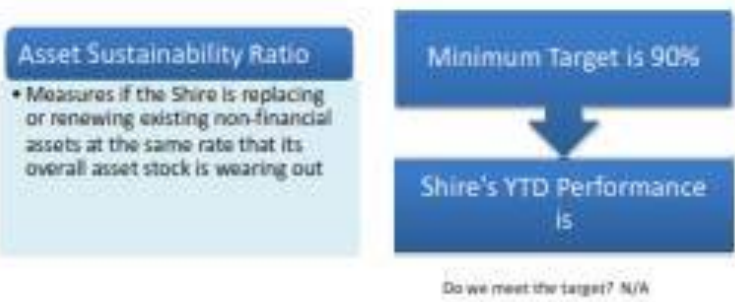 Asset Sustainability Ratio
• Measures if the Shire is replacing
or renewing existing non-financial
assets at the same rate that its
overall asset stock is wearing out
Minimum Target is 90%
Shire's YTD Performance
is
Do we meet the target? N/A